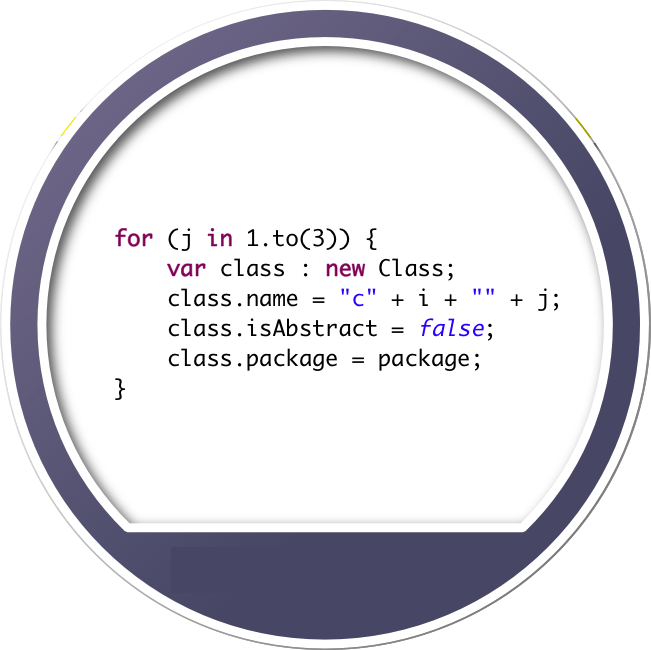 for (j in 1.to(3)) {
    var class : new Class;
    class.name = "c" + i + "" + j;
    class.isAbstract = false;
    class.package = package;
}